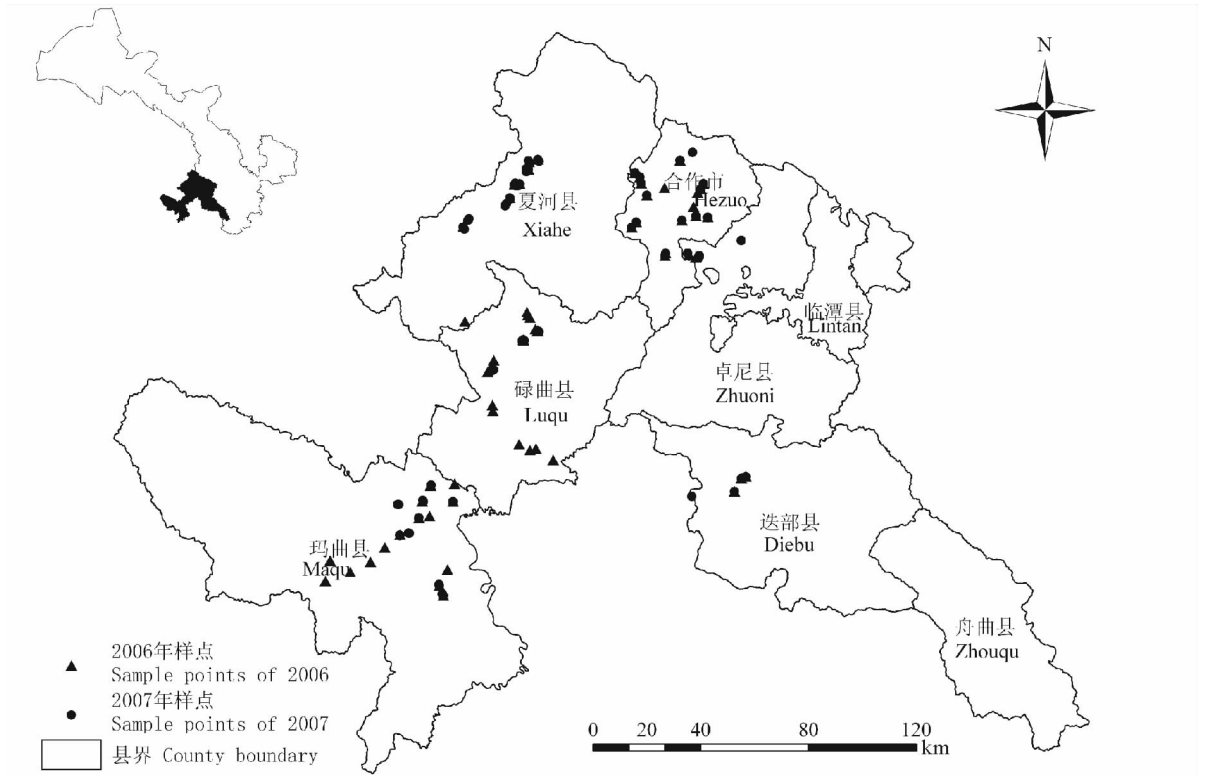 N
合作市
Hezuo
夏河县
Xiahe
临潭县
Lintan
卓尼县
Zhuoni
碌曲县
Luqu
迭部县
Diebu
玛曲县
Maqu
舟曲县
Zhouqu
2006年样点
Sample points of 2006
2007年样点
Sample points of 2007
县界 County boundary
0 20 40 80 120
km